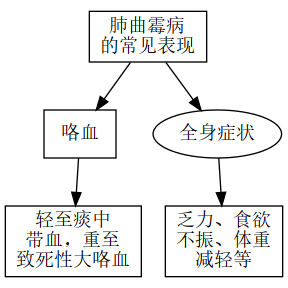 肺曲霉病
的常见表现
咯血
全身症状
轻至痰中
带血，重至
致死性大咯血
乏力、食欲
不振、体重
减轻等